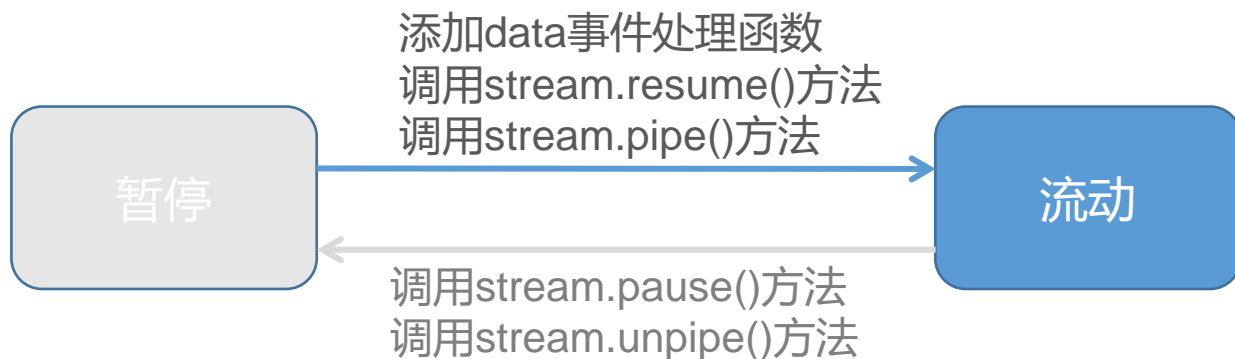 添加data事件处理函数
调用stream.resume()方法
调用stream.pipe()方法
暂停
流动
调用stream.pause()方法
调用stream.unpipe()方法